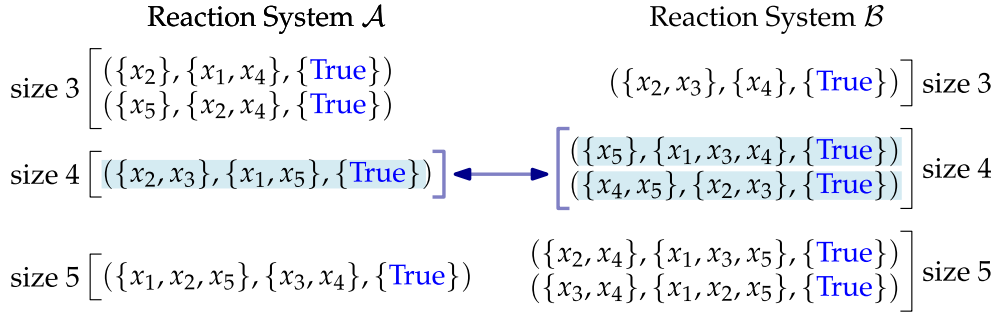 Reaction System 𝒜
size 3
({x₂}, {x₁, x₄}, {True})
({x₅}, {x₂, x₄}, {True})
size 4
({x₂, x₃}, {x₁, x₅}, {True})
size 5
({x₁, x₂, x₅}, {x₃, x₄}, {True})
Reaction System ℬ
({x₂, x₃}, {x₄}, {True})
size 3
({x₅}, {x₁, x₃, x₄}, {True})
({x₄, x₅}, {x₂, x₃}, {True})
size 4
({x₂, x₄}, {x₁, x₃, x₅}, {True})
({x₃, x₄}, {x₁, x₂, x₅}, {True})
size 5